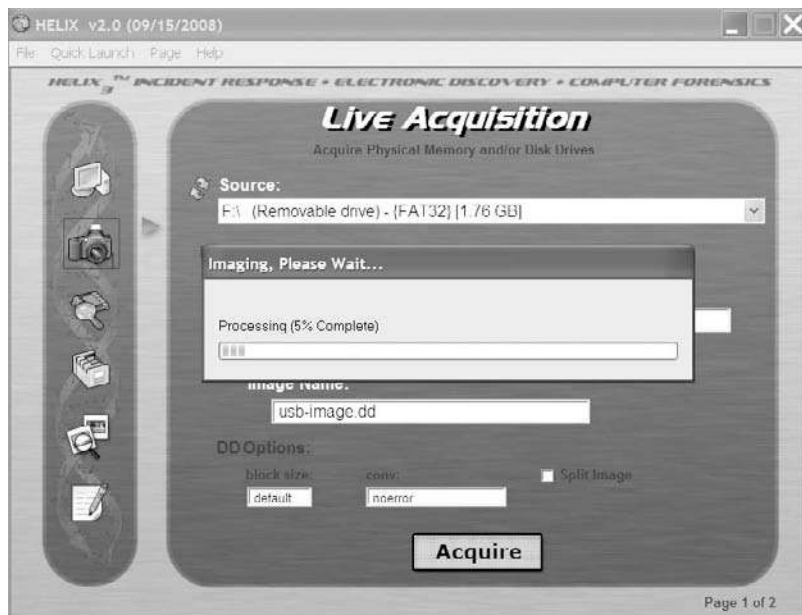 HELIX v2.0 (09/15/2008)
File Quick Launch Page Help
HELIX3™ INCIDENT RESPONSE • ELECTRONIC DISCOVERY • COMPUTER FORENSICS
Live Acquisition
Acquire Physical Memory and/or Disk Drives
Source:
F:\ (Removable drive) - {FAT32} [1.76 GB]
Imaging, Please Wait...
Processing (5% Complete)
Image Name:
usb-image.dd
DD Options:
block size: conv: Split Image
default noerror
Acquire
Page 1 of 2